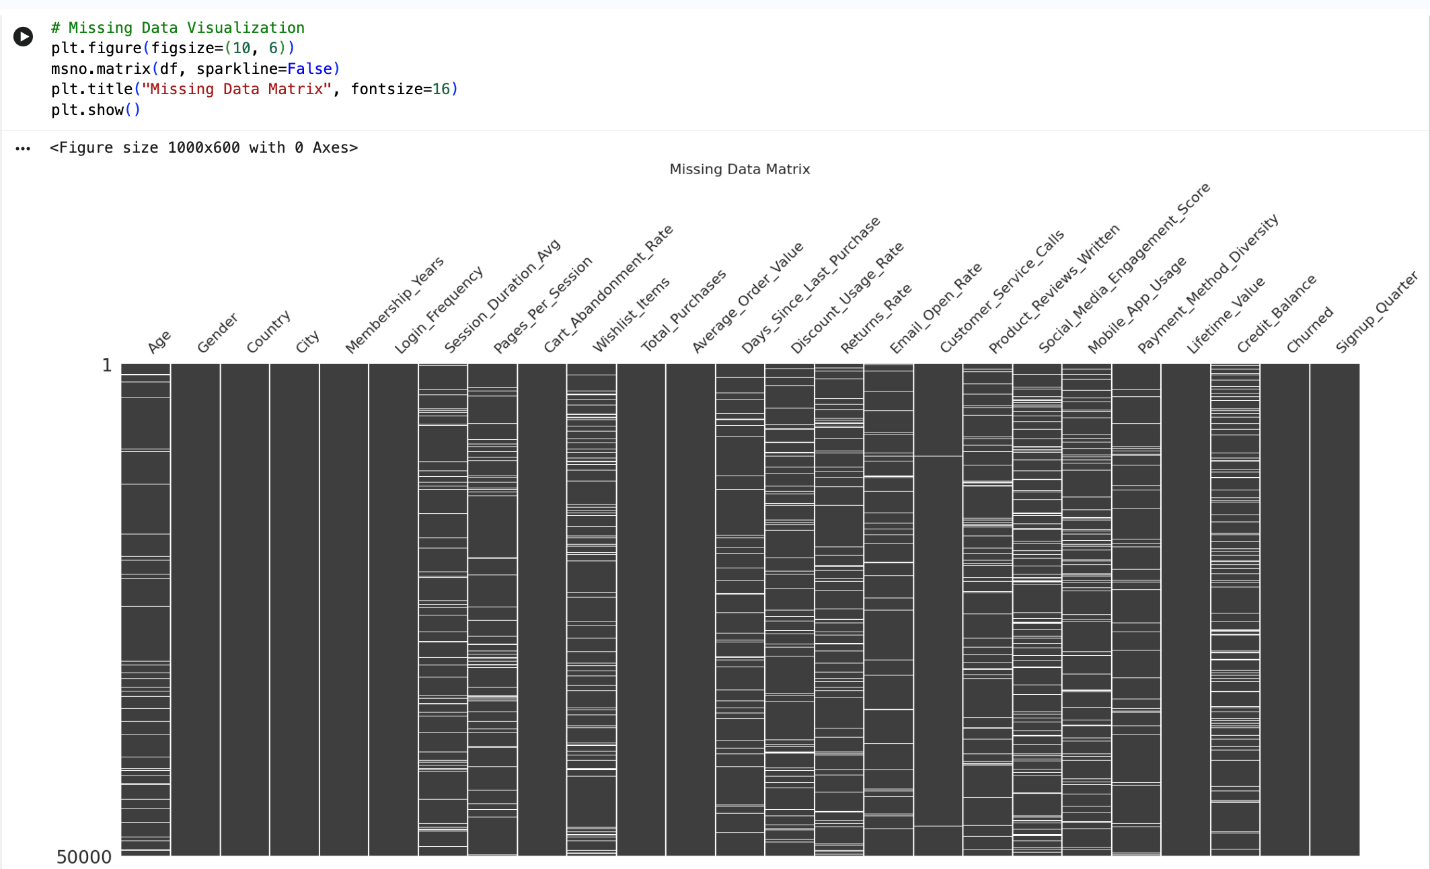 # Missing Data Visualization
plt.figure(figsize=(10, 6))
msno.matrix(df, sparkline=False)
plt.title("Missing Data Matrix", fontsize=16)
plt.show()
<Figure size 1000x600 with 0 Axes>
Missing Data Matrix
Age
Gender
Country
City
Membership_Years
Login_Frequency
Session_Duration_Avg
Pages_Per_Session
Cart_Abandonment_Rate
Wishlist_Items
Total_Purchases
Average_Order_Value
Days_Since_Last_Purchase
Discount_Usage_Rate
Returns_Rate
Email_Open_Rate
Customer_Service_Calls
Product_Reviews_Written
Social_Media_Engagement_Score
Mobile_App_Usage
Payment_Method_Diversity
Lifetime_Value
Credit_Balance
Churned
Signup_Quarter
1
50000